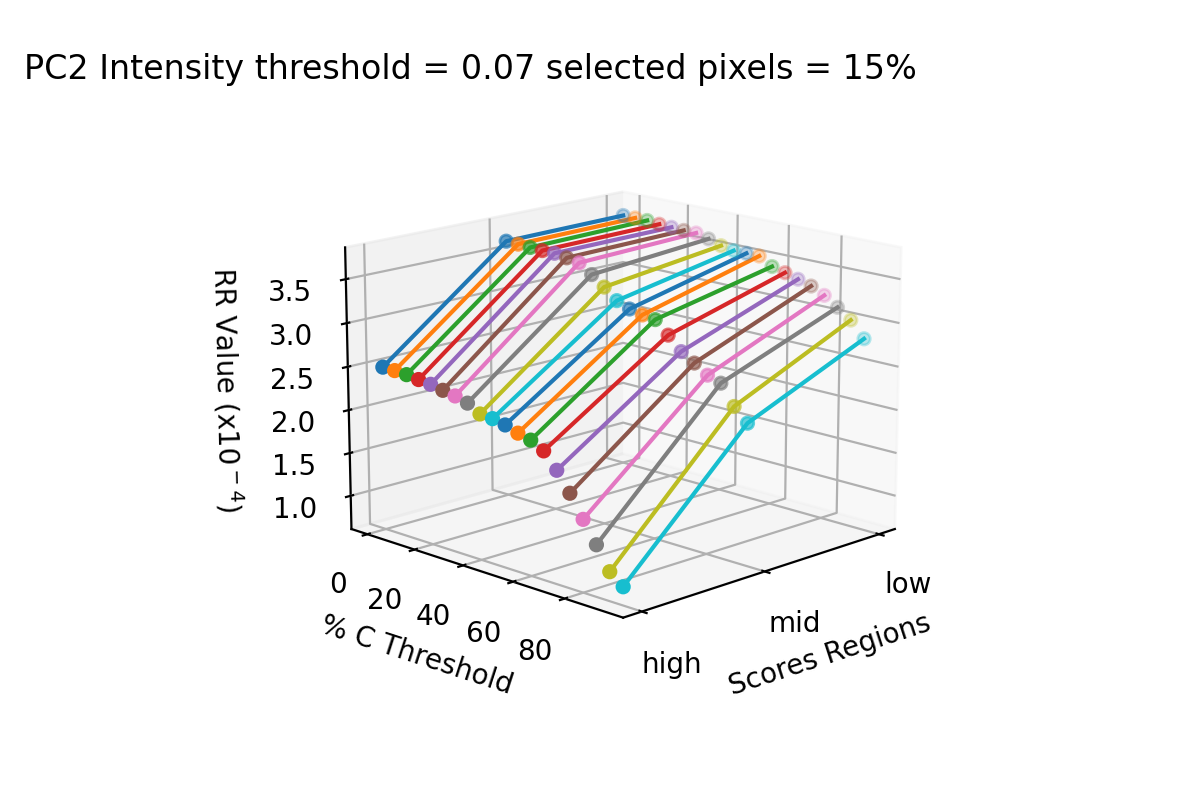 PC2 Intensity threshold = 0.07 selected pixels = 15%
RR Value (x10⁻⁴)
3.5
3.0
2.5
2.0
1.5
1.0
0
20
40
60
80
% C Threshold
high
mid
low
Scores Regions